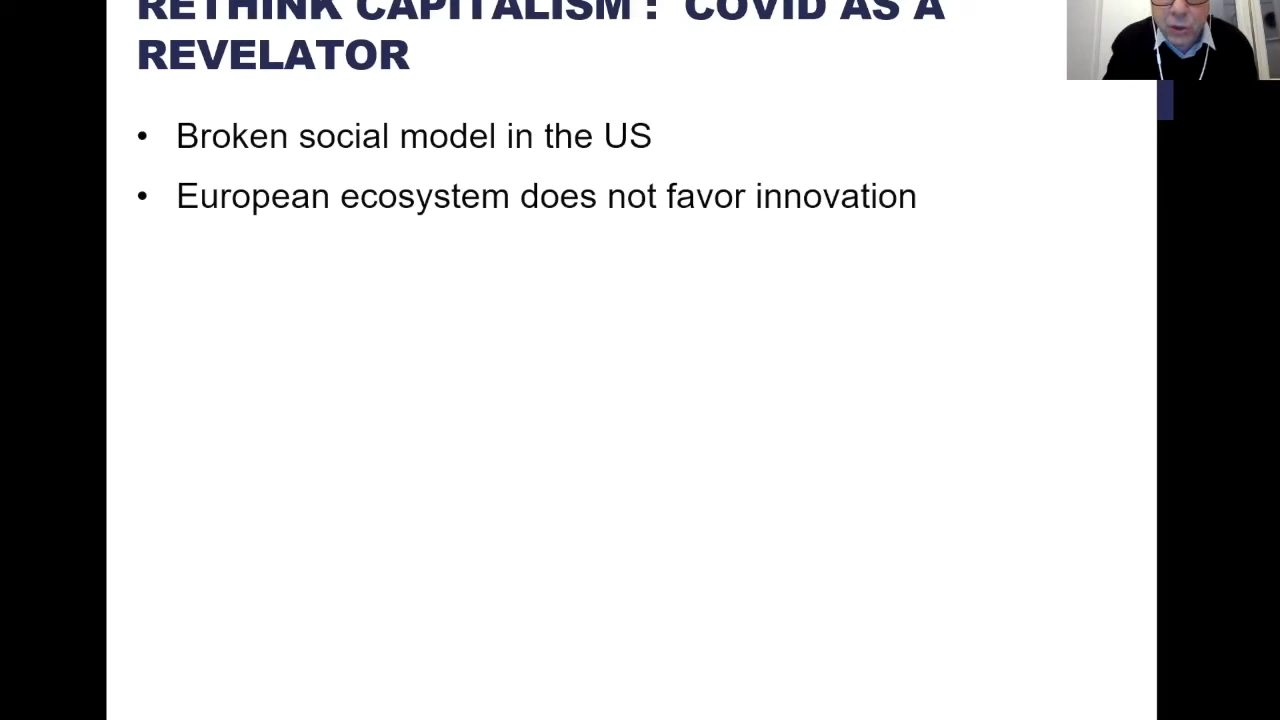 RETHINK CAPITALISM : COVID AS A
REVELATOR
• Broken social model in the US
• European ecosystem does not favor innovation